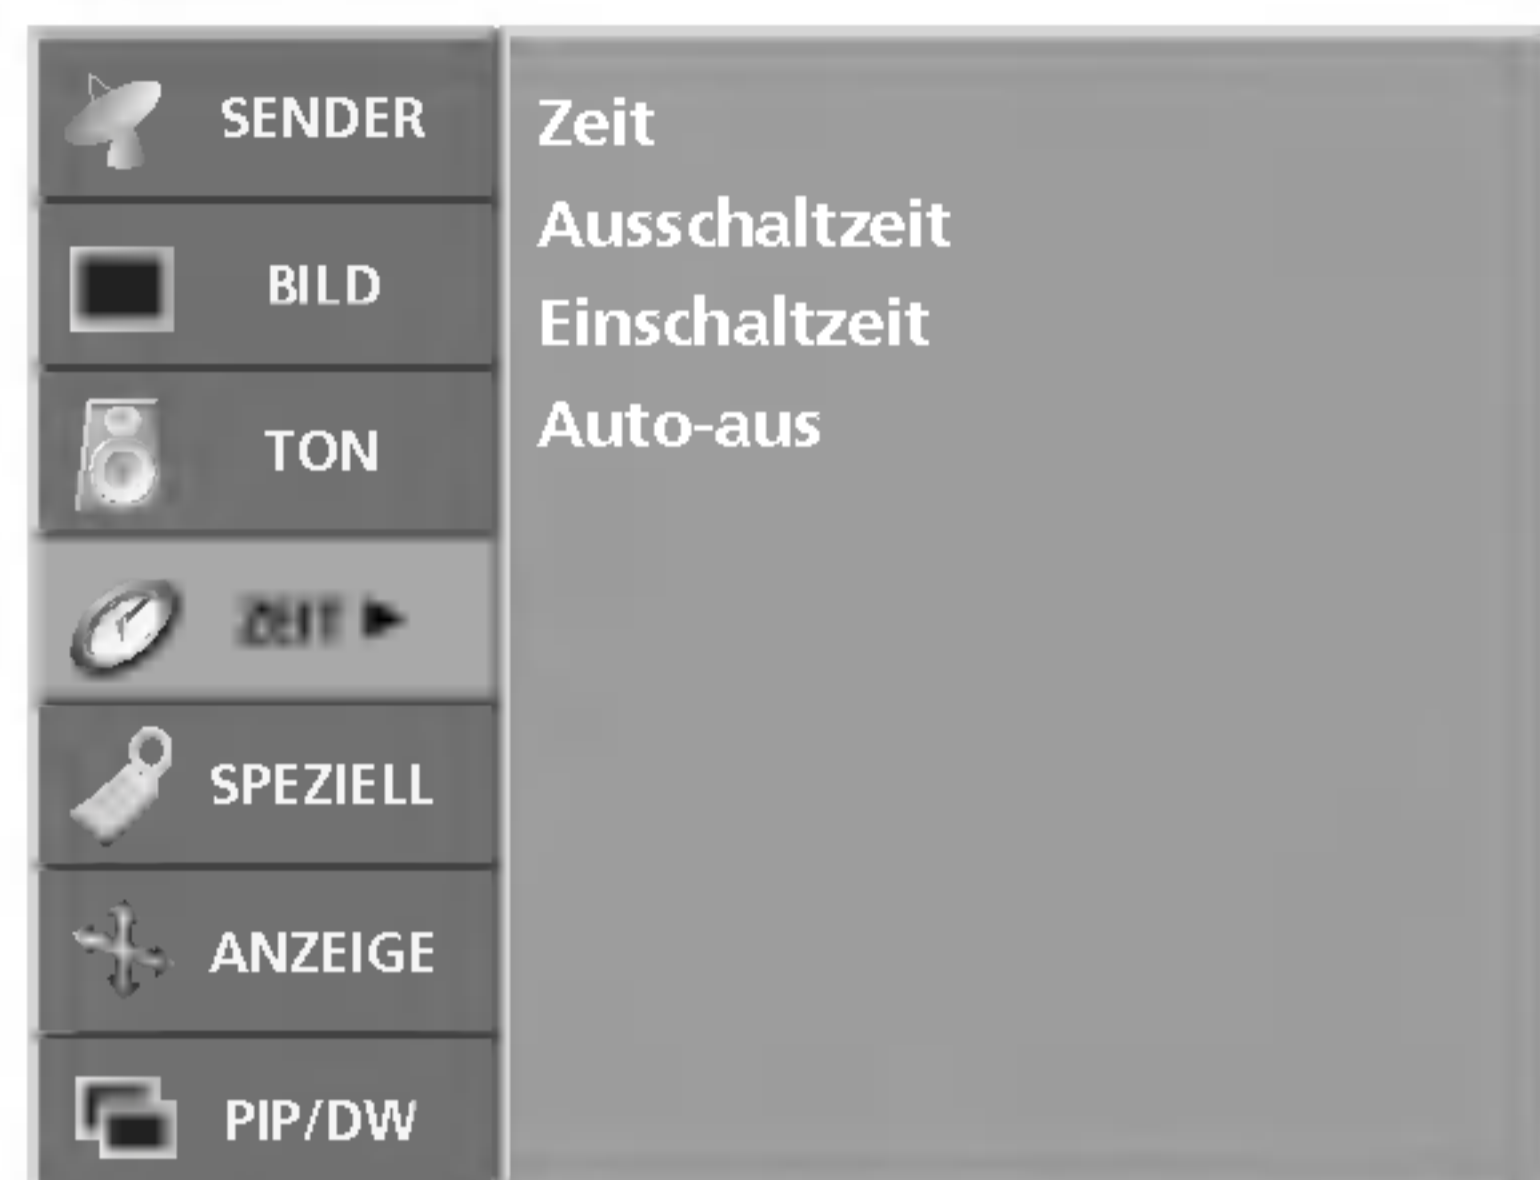 SENDER
BILD
TON
ZEIT ►
SPEZIELL
ANZEIGE
PIP/DW
Zeit
Ausschaltzeit
Einschaltzeit
Auto-aus